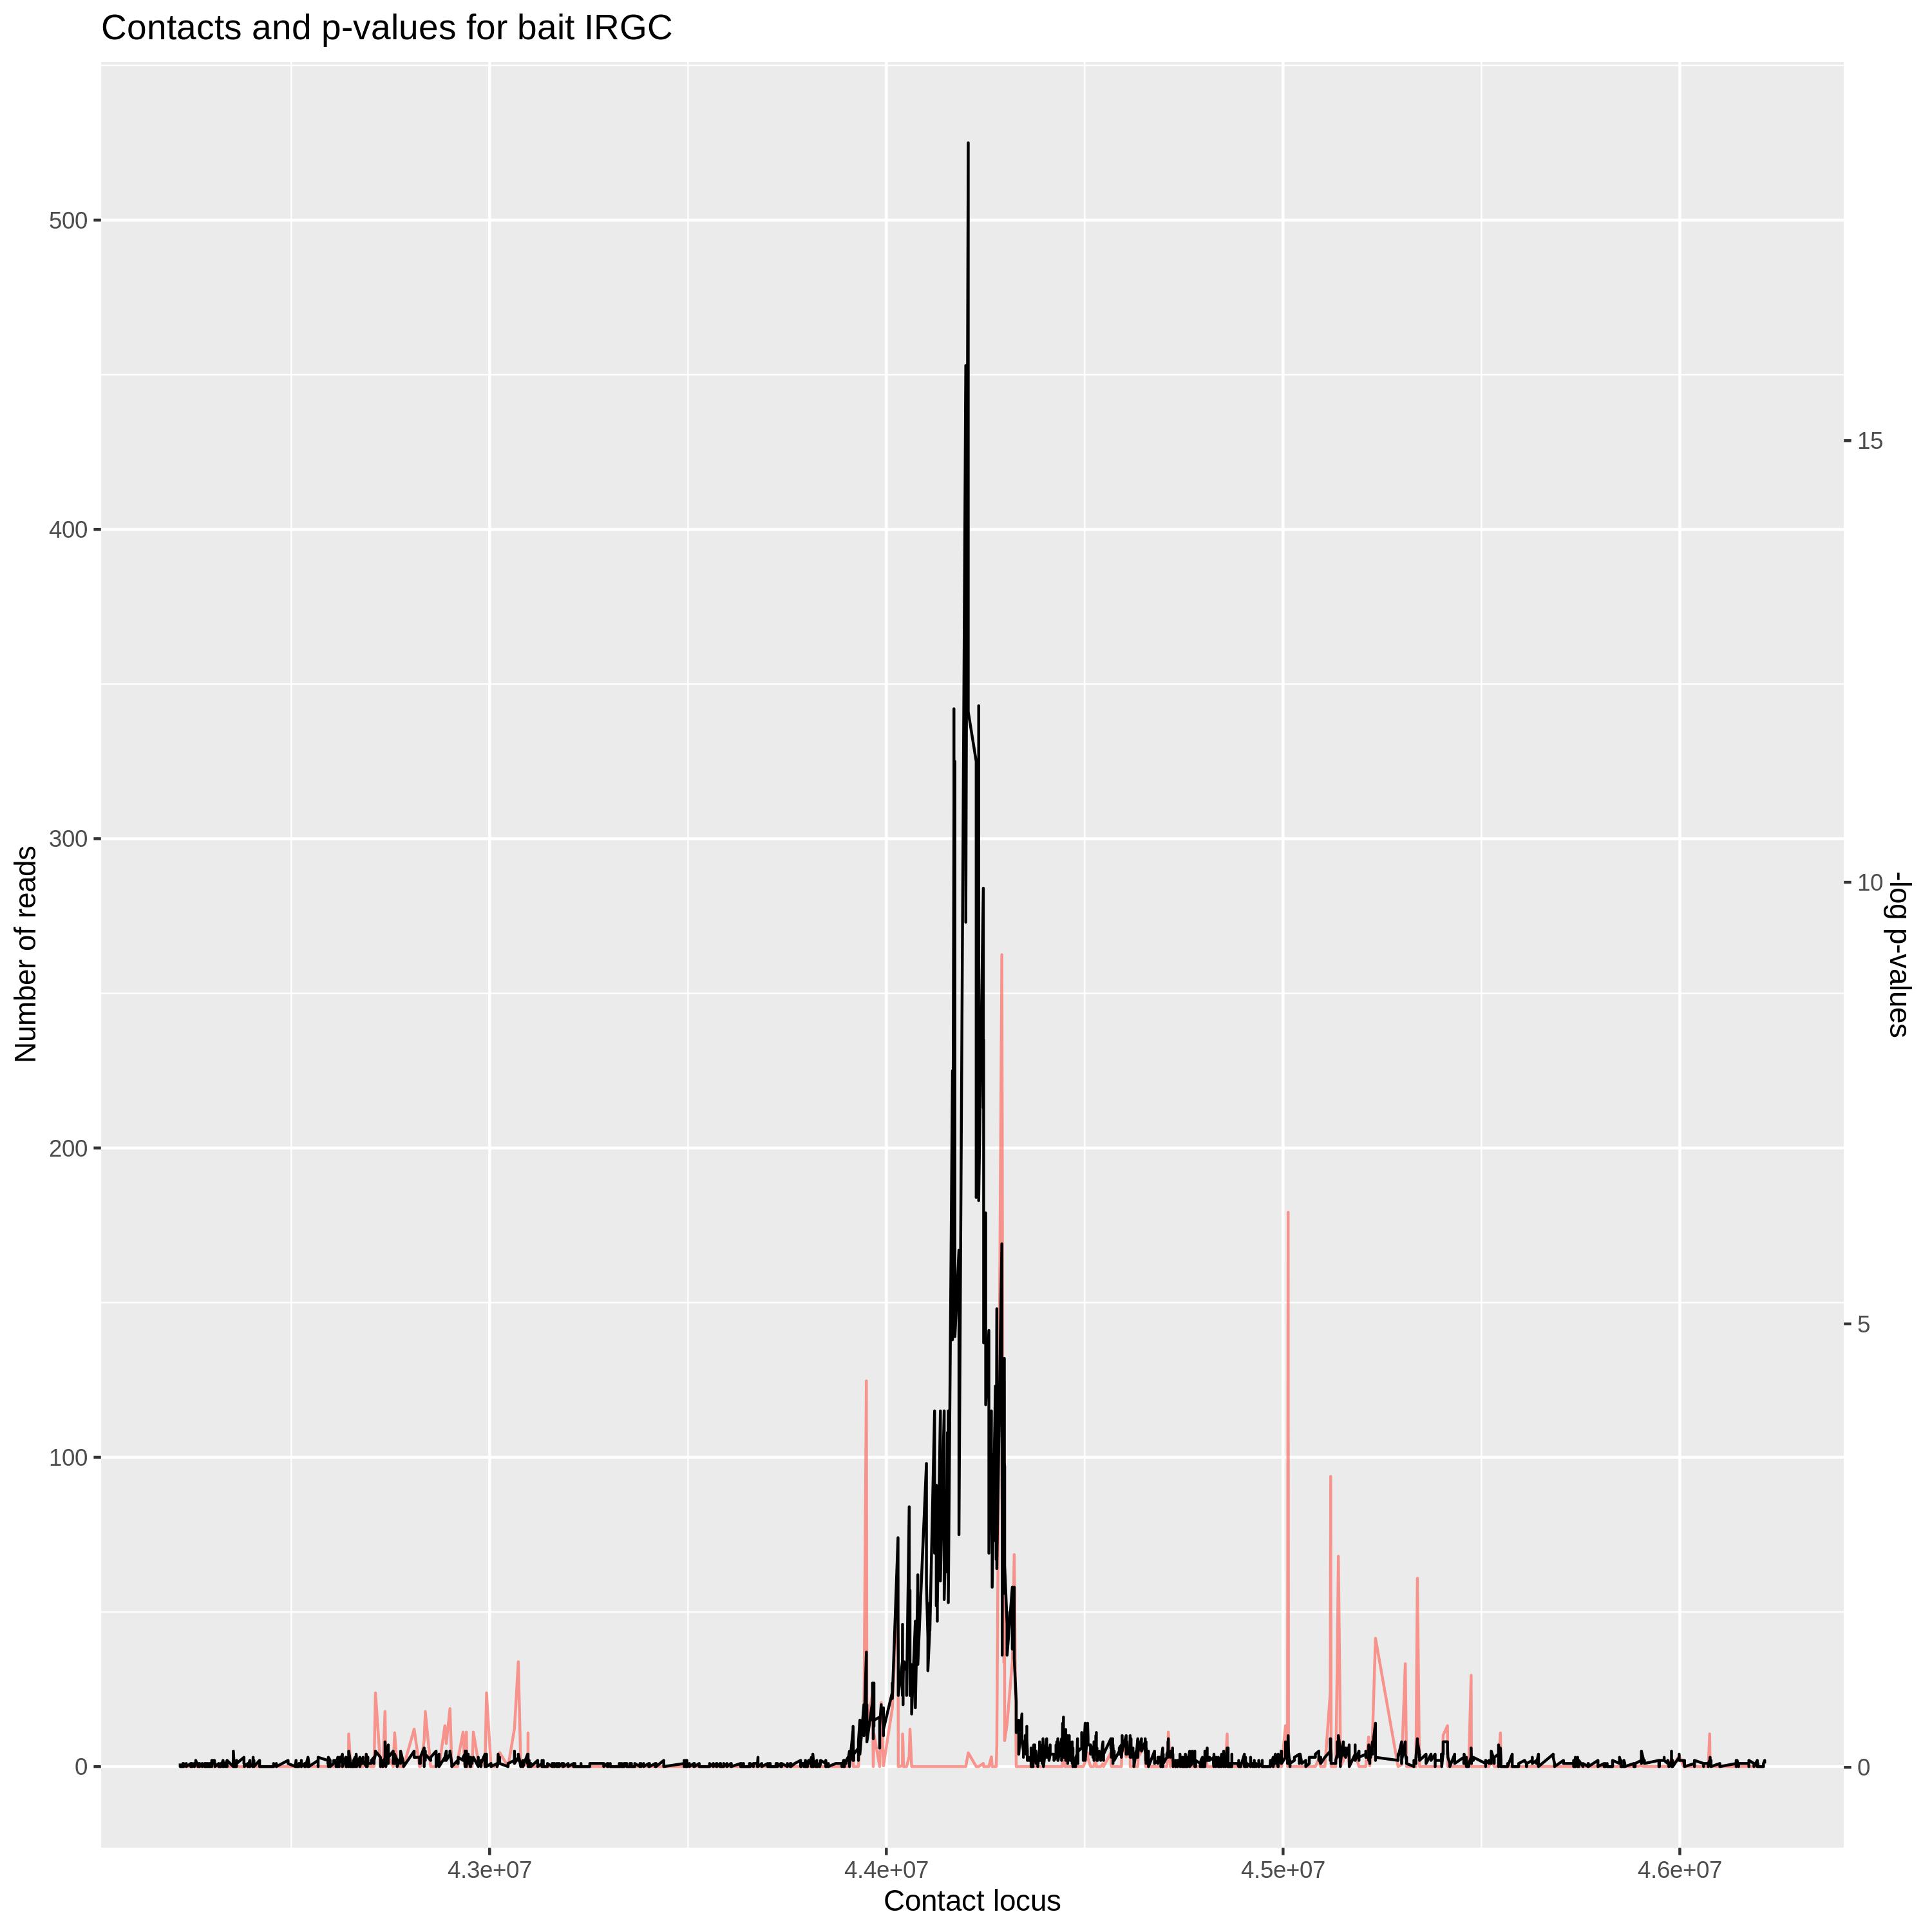 Contacts and p-values for bait IRGC
500
400
300
200
100
0
Number of reads
15
10
5
0
-log p-values
4.3e+07
4.4e+07
4.5e+07
4.6e+07
Contact locus